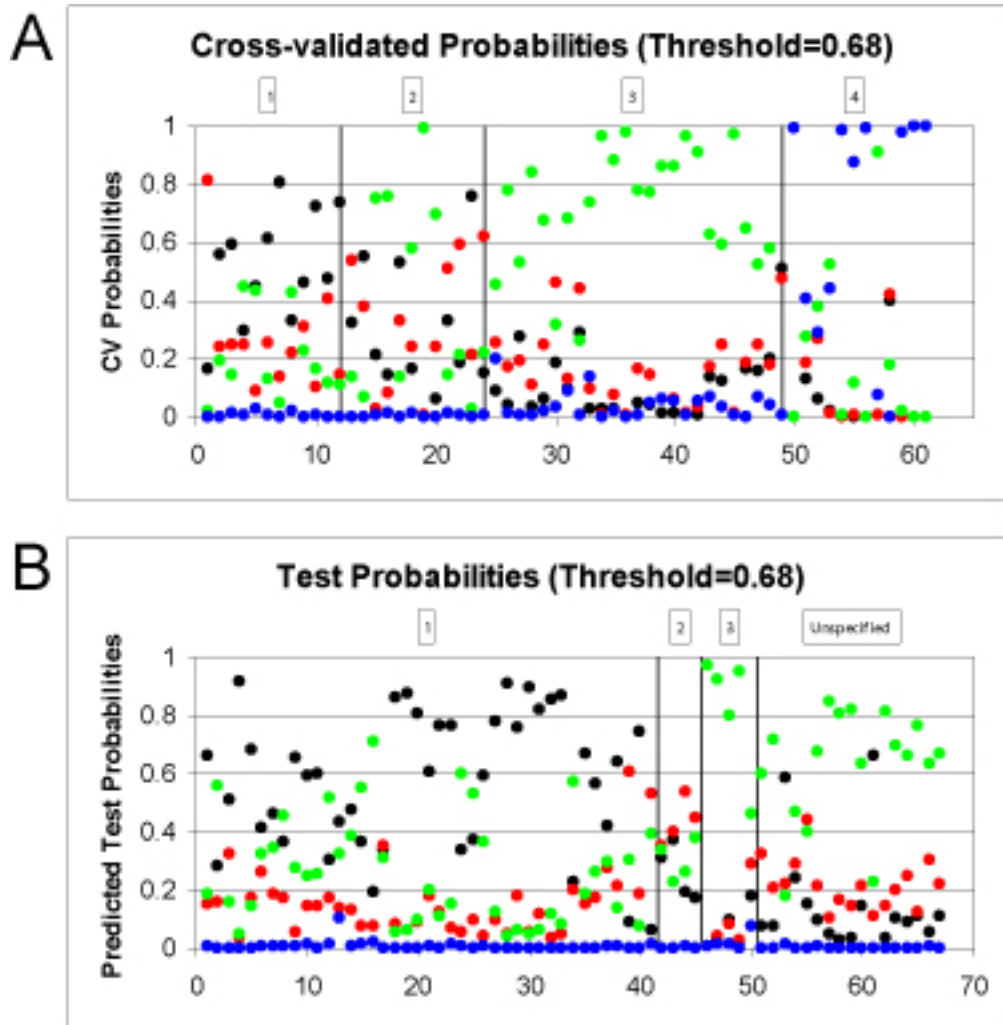 A
Cross-validated Probabilities (Threshold=0.68)
1 2 3 4
CV Probabilities
1
0.8
0.6
0.4
0.2
0
0 10 20 30 40 50 60
B
Test Probabilities (Threshold=0.68)
1 2 3 Unspecified
Predicted Test Probabilities
1
0.8
0.6
0.4
0.2
0
0 10 20 30 40 50 60 70